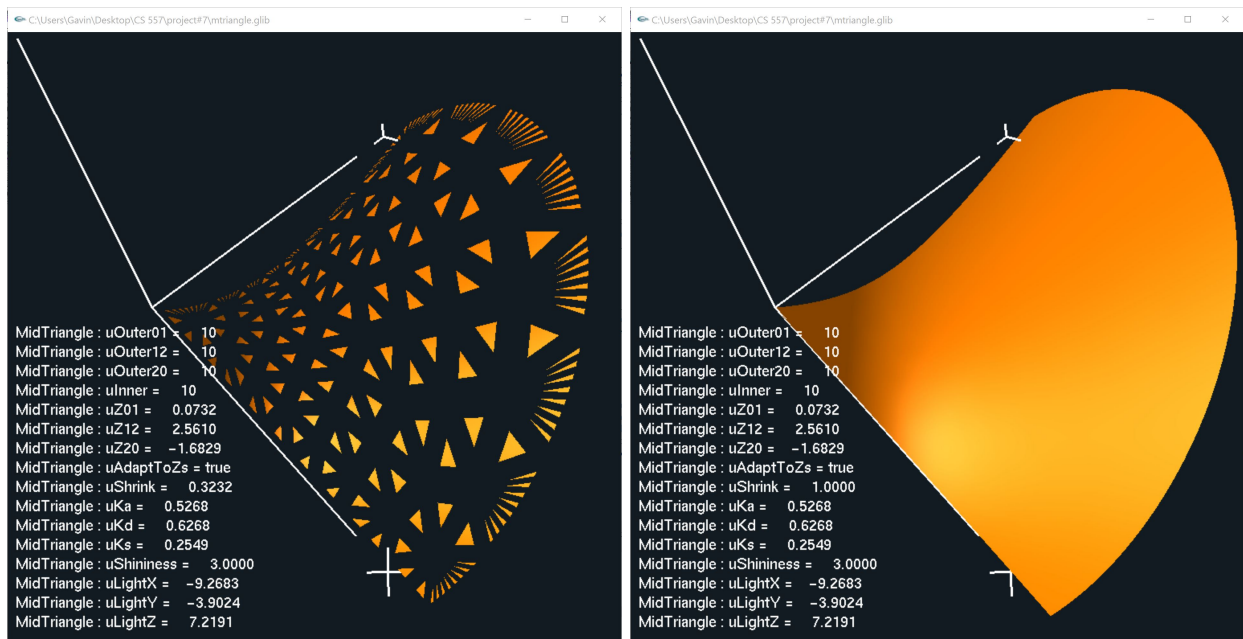 C:\Users\Gavin\Desktop\CS 557\project#7\mtriangle.glib
MidTriangle : uOuter01 = 10
MidTriangle : uOuter12 = 10
MidTriangle : uOuter20 = 10
MidTriangle : uInner = 10
MidTriangle : uZ01 = 0.0732
MidTriangle : uZ12 = 2.5610
MidTriangle : uZ20 = −1.6829
MidTriangle : uAdaptToZs = true
MidTriangle : uShrink = 0.3232
MidTriangle : uKa = 0.5268
MidTriangle : uKd = 0.6268
MidTriangle : uKs = 0.2549
MidTriangle : uShininess = 3.0000
MidTriangle : uLightX = −9.2683
MidTriangle : uLightY = −3.9024
MidTriangle : uLightZ = 7.2191
C:\Users\Gavin\Desktop\CS 557\project#7\mtriangle.glib
MidTriangle : uOuter01 = 10
MidTriangle : uOuter12 = 10
MidTriangle : uOuter20 = 10
MidTriangle : uInner = 10
MidTriangle : uZ01 = 0.0732
MidTriangle : uZ12 = 2.5610
MidTriangle : uZ20 = −1.6829
MidTriangle : uAdaptToZs = true
MidTriangle : uShrink = 1.0000
MidTriangle : uKa = 0.5268
MidTriangle : uKd = 0.6268
MidTriangle : uKs = 0.2549
MidTriangle : uShininess = 3.0000
MidTriangle : uLightX = −9.2683
MidTriangle : uLightY = −3.9024
MidTriangle : uLightZ = 7.2191